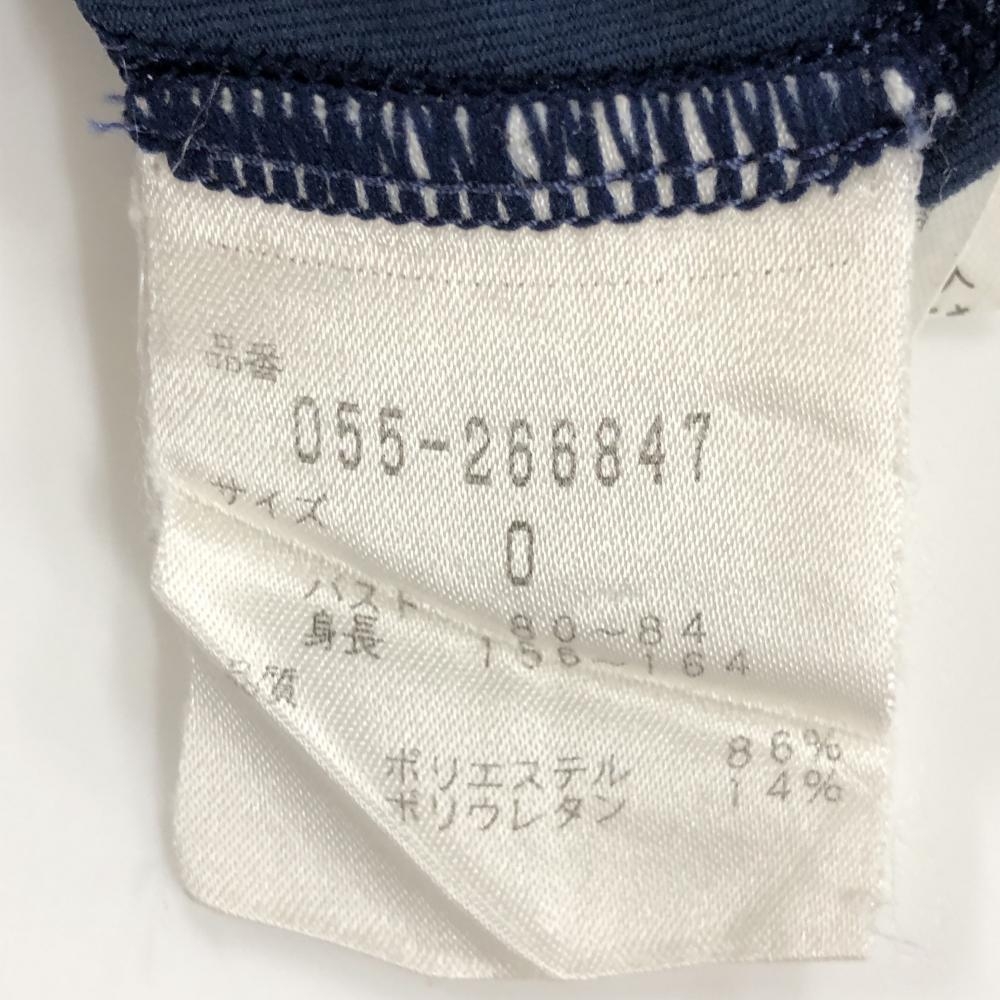 品番
055-266847
サイズ
0
バスト 80~84
身長 156~164
質
ポリエステル 86%
ポリウレタン 14%